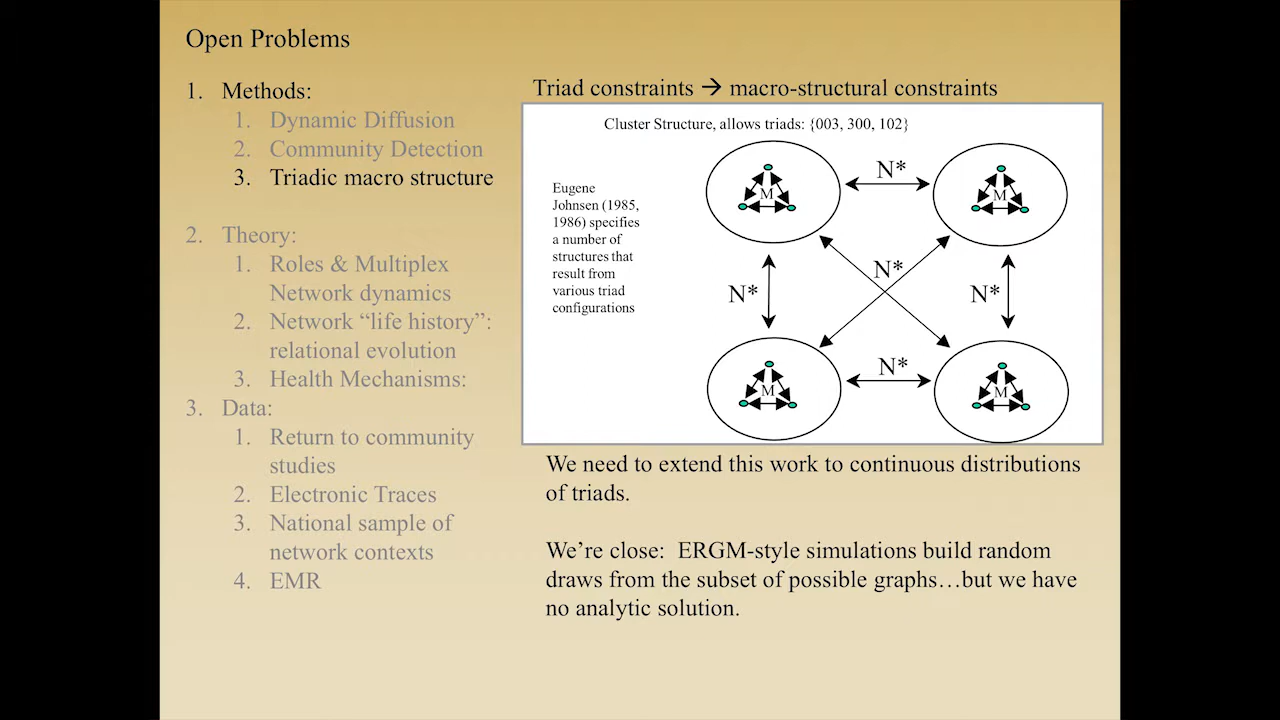 Open Problems
1. Methods:
1. Dynamic Diffusion
2. Community Detection
3. Triadic macro structure
2. Theory:
1. Roles & Multiplex
Network dynamics
2. Network “life history”:
relational evolution
3. Health Mechanisms:
3. Data:
1. Return to community
studies
2. Electronic Traces
3. National sample of
network contexts
4. EMR
Triad constraints → macro-structural constraints
Cluster Structure, allows triads: {003, 300, 102}
Eugene
Johnsen (1985,
1986) specifies
a number of
structures that
result from
various triad
configurations
M
N*
M
N*
N*
N*
M
N*
M
We need to extend this work to continuous distributions
of triads.
We’re close: ERGM-style simulations build random
draws from the subset of possible graphs…but we have
no analytic solution.